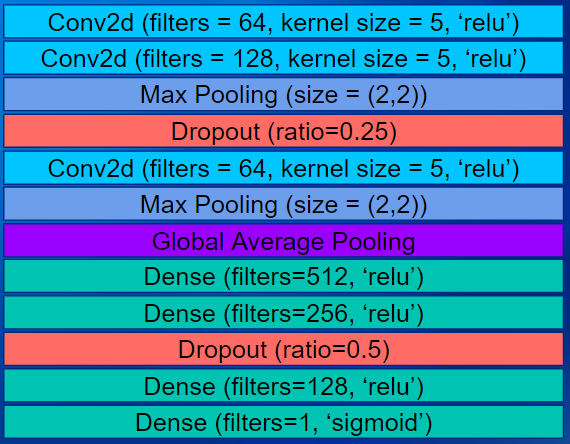 Conv2d (filters = 64, kernel size = 5, ‘relu’)
Conv2d (filters = 128, kernel size = 5, ‘relu’)
Max Pooling (size = (2,2))
Dropout (ratio=0.25)
Conv2d (filters = 64, kernel size = 5, ‘relu’)
Max Pooling (size = (2,2))
Global Average Pooling
Dense (filters=512, ‘relu’)
Dense (filters=256, ‘relu’)
Dropout (ratio=0.5)
Dense (filters=128, ‘relu’)
Dense (filters=1, ‘sigmoid’)